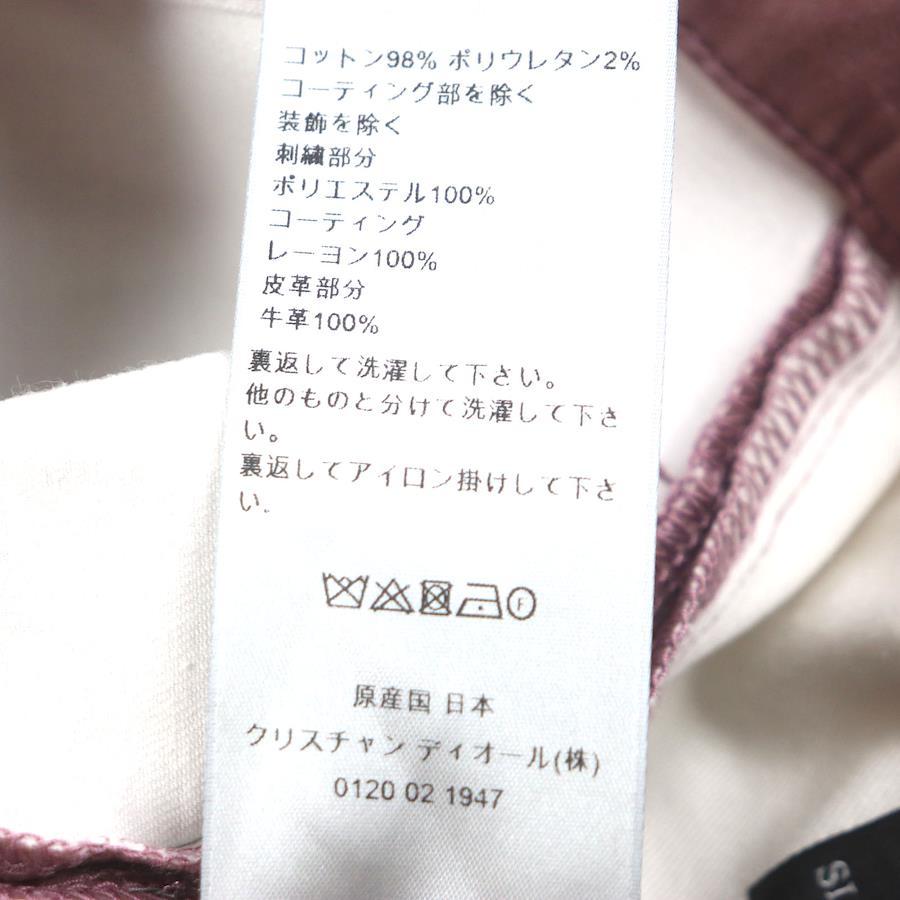 コットン98% ポリウレタン2%
コーティング部を除く
装飾を除く
刺繍部分
ポリエステル100%
コーティング
レーヨン100%
皮革部分
牛革100%
裏返して洗濯して下さい。
他のものと分けて洗濯して下さ
い。
裏返してアイロン掛けして下さ
い.
F
原産国 日本
クリスチャン ディオール(株)
0120 02 1947